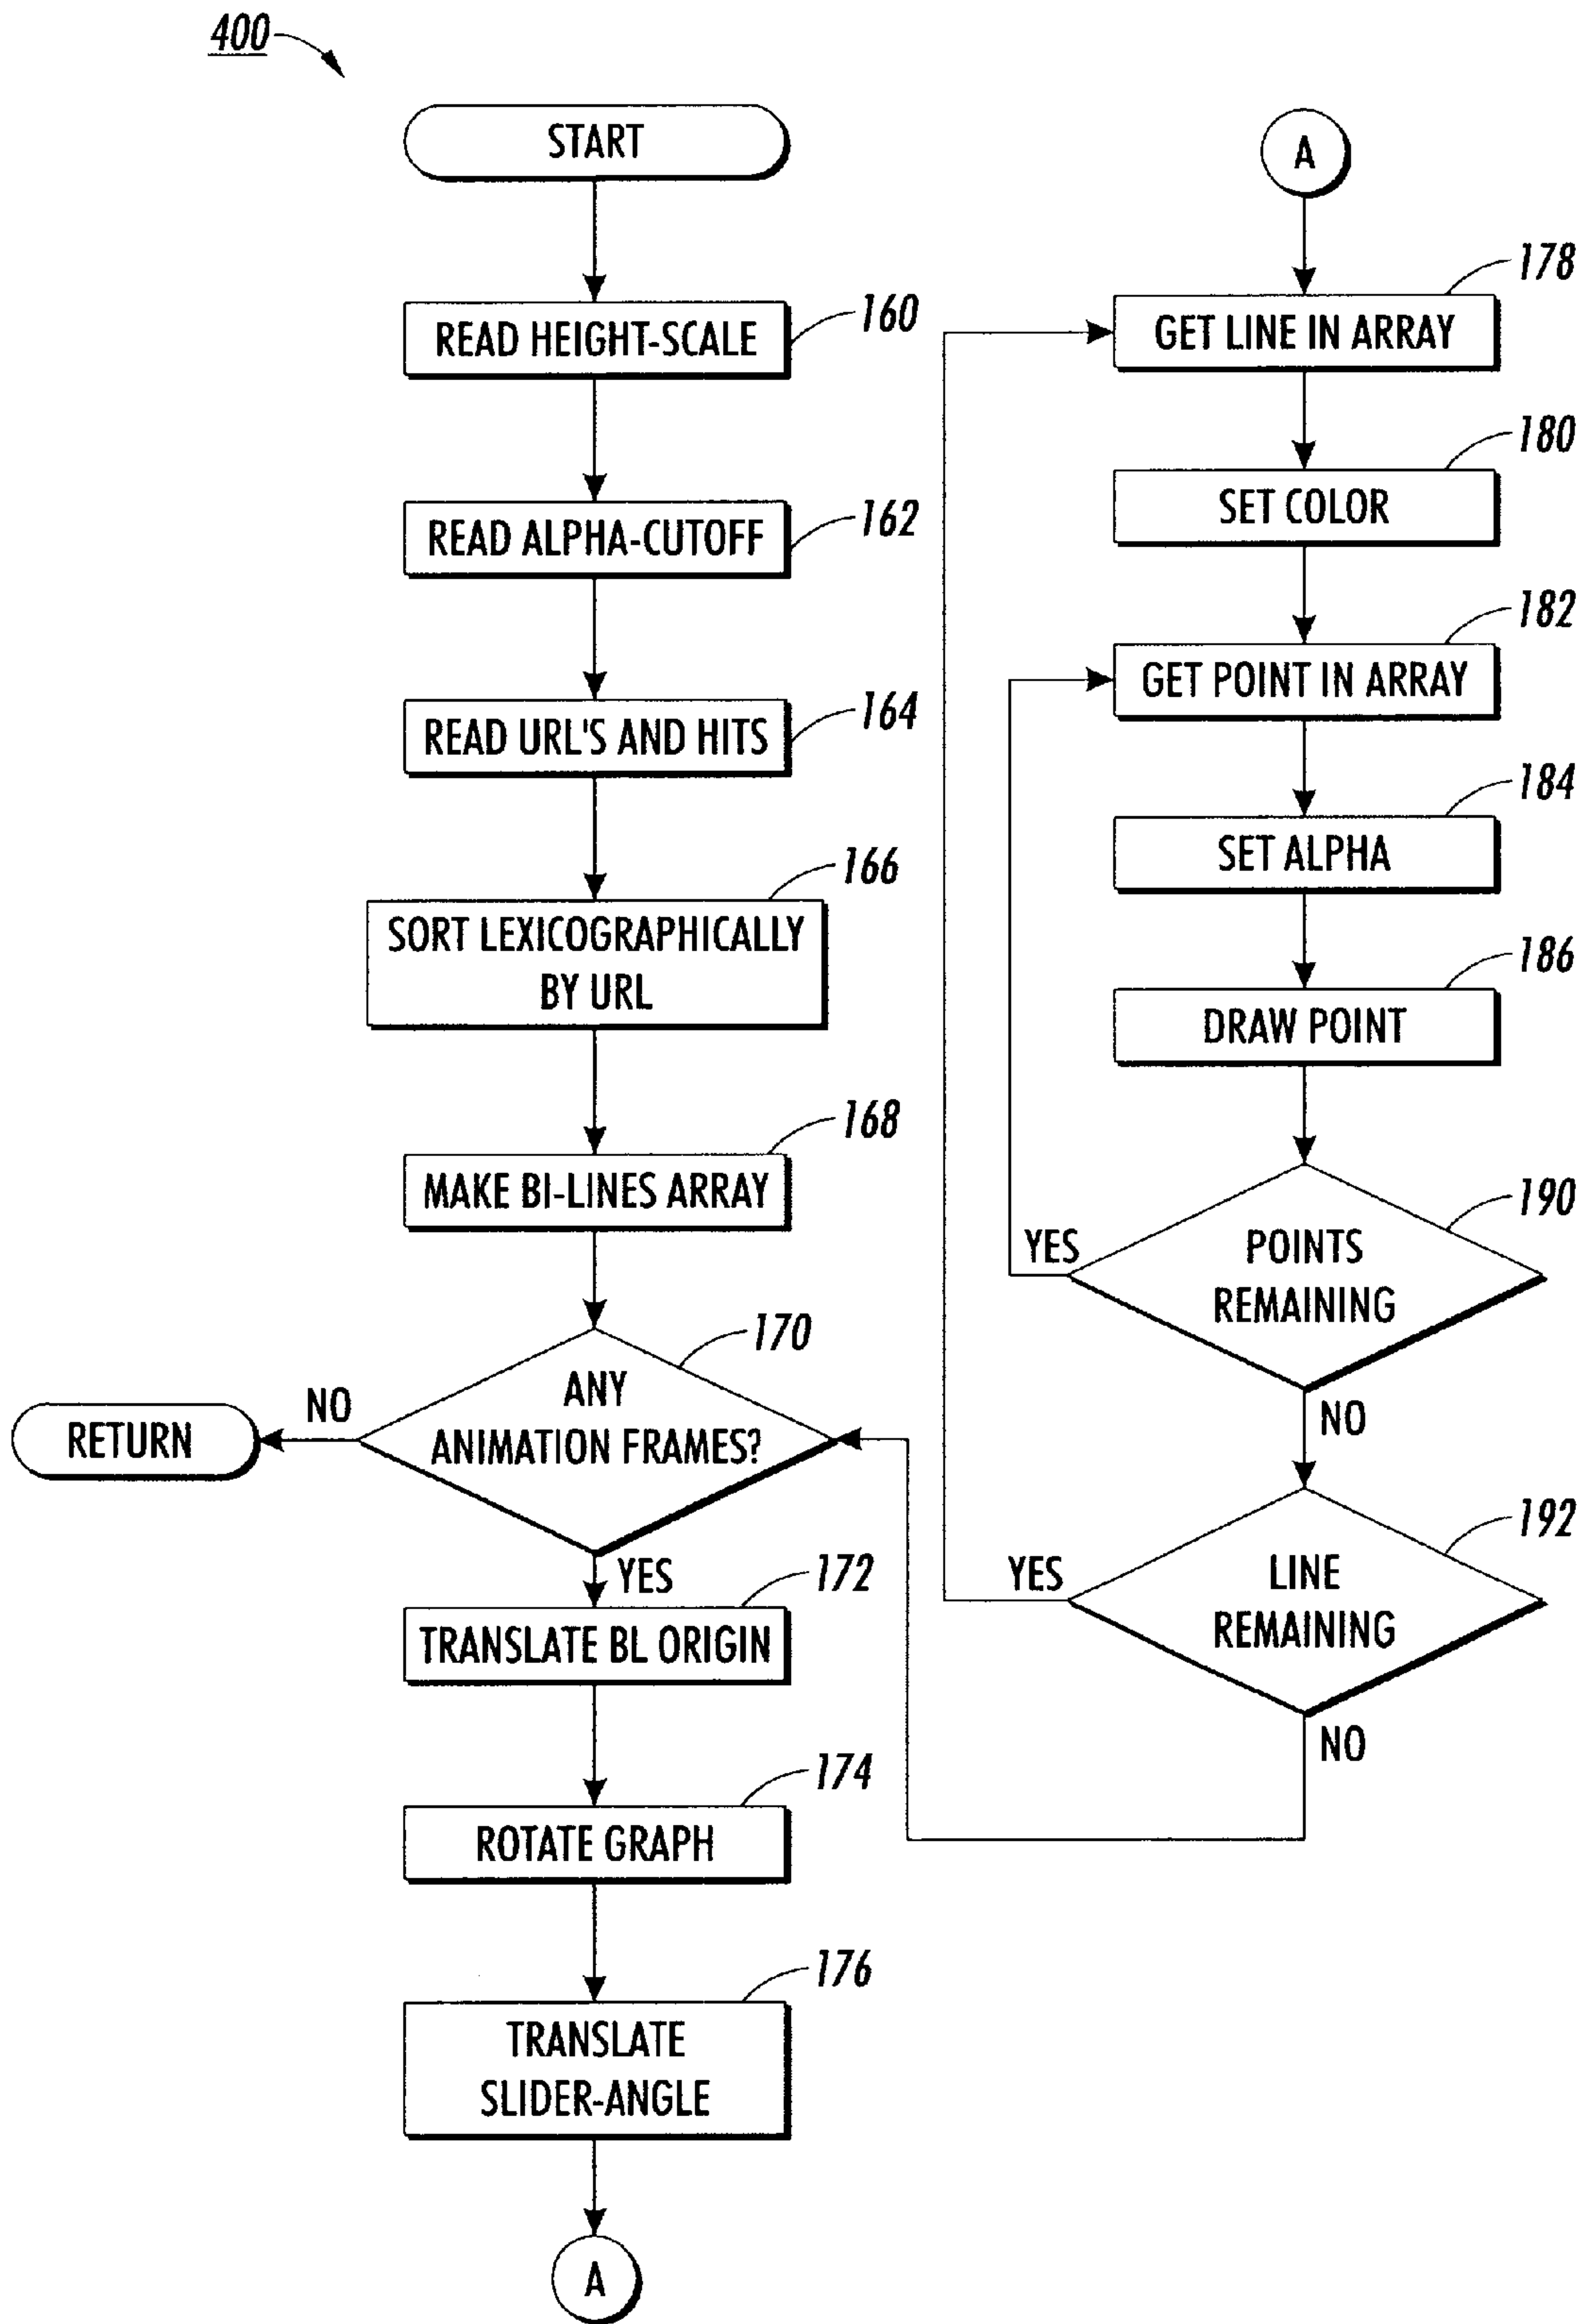 400
START
READ HEIGHT-SCALE
160
READ ALPHA-CUTOFF
162
READ URL'S AND HITS
164
166
SORT LEXICOGRAPHICALLY
BY URL
168
MAKE BI-LINES ARRAY
170
ANY
ANIMATION FRAMES?
NO
RETURN
YES
172
TRANSLATE BL ORIGIN
174
ROTATE GRAPH
176
TRANSLATE
SLIDER-ANGLE
A
A
178
GET LINE IN ARRAY
180
SET COLOR
182
GET POINT IN ARRAY
184
SET ALPHA
186
DRAW POINT
190
POINTS
REMAINING
YES
NO
192
LINE
REMAINING
YES
NO